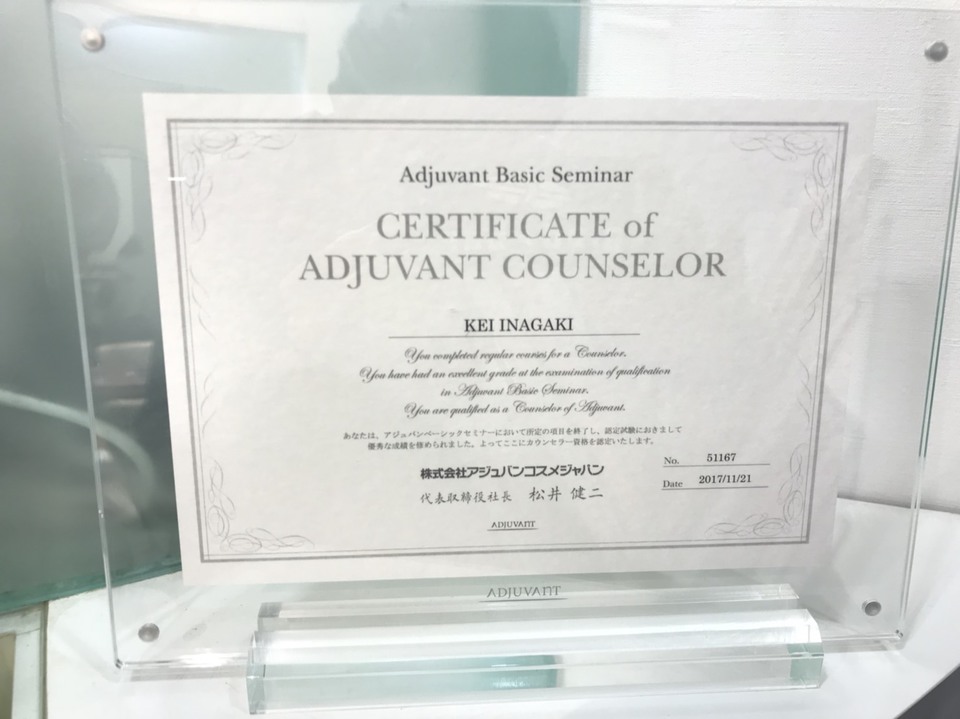 Adjuvant Basic Seminar
CERTIFICATE of
ADJUVANT COUNSELOR
KEI INAGAKI
You completed regular courses for a Counselor.
You have had an excellent grade at the examination of qualification
in Adjuvant Basic Seminar.
You are qualified as a Counselor of Adjuvant.
あなたは、アジュバンベーシックセミナーにおいて所定の項目を終了し、認定試験におきまして
優秀な成績を修められました。よってここにカウンセラー資格を認定いたします。
株式会社アジュバンコスメジャパン
代表取締役社長 松井 健二
No. 51167
Date 2017/11/21
ADJUVANT
ADJUVANT